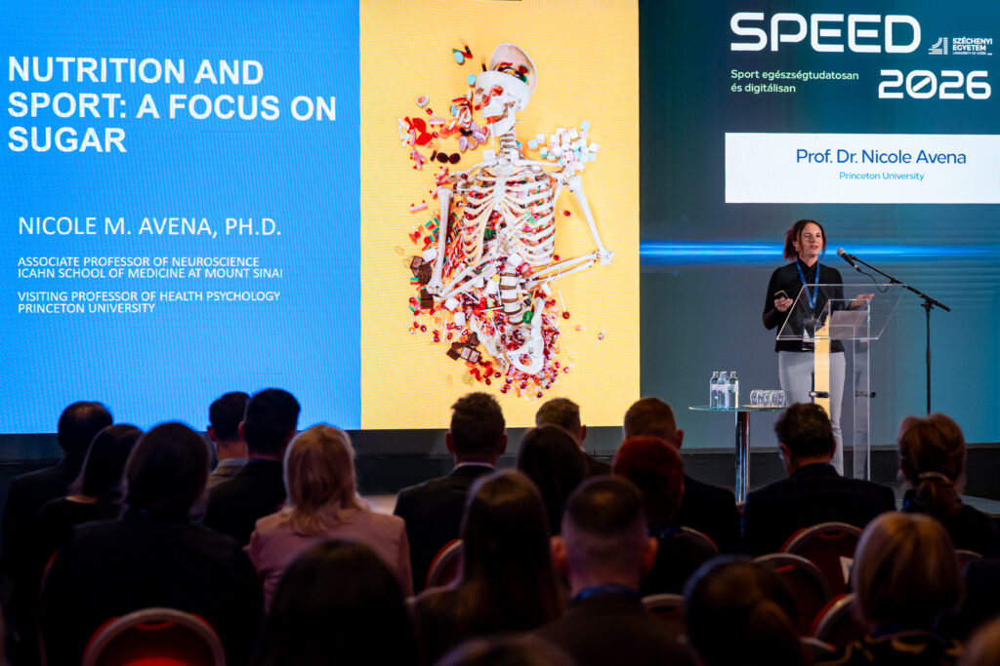 NUTRITION AND
SPORT: A FOCUS ON
SUGAR
NICOLE M. AVENA, PH.D.
ASSOCIATE PROFESSOR OF NEUROSCIENCE
ICAHN SCHOOL OF MEDICINE AT MOUNT SINAI
VISITING PROFESSOR OF HEALTH PSYCHOLOGY
PRINCETON UNIVERSITY
SPEED
SZÉCHENYI
EGYETEM
UNIVERSITY OF GYŐR
Sport egészségtudatosan
és digitálisan
2026
Prof. Dr. Nicole Avena
Princeton University